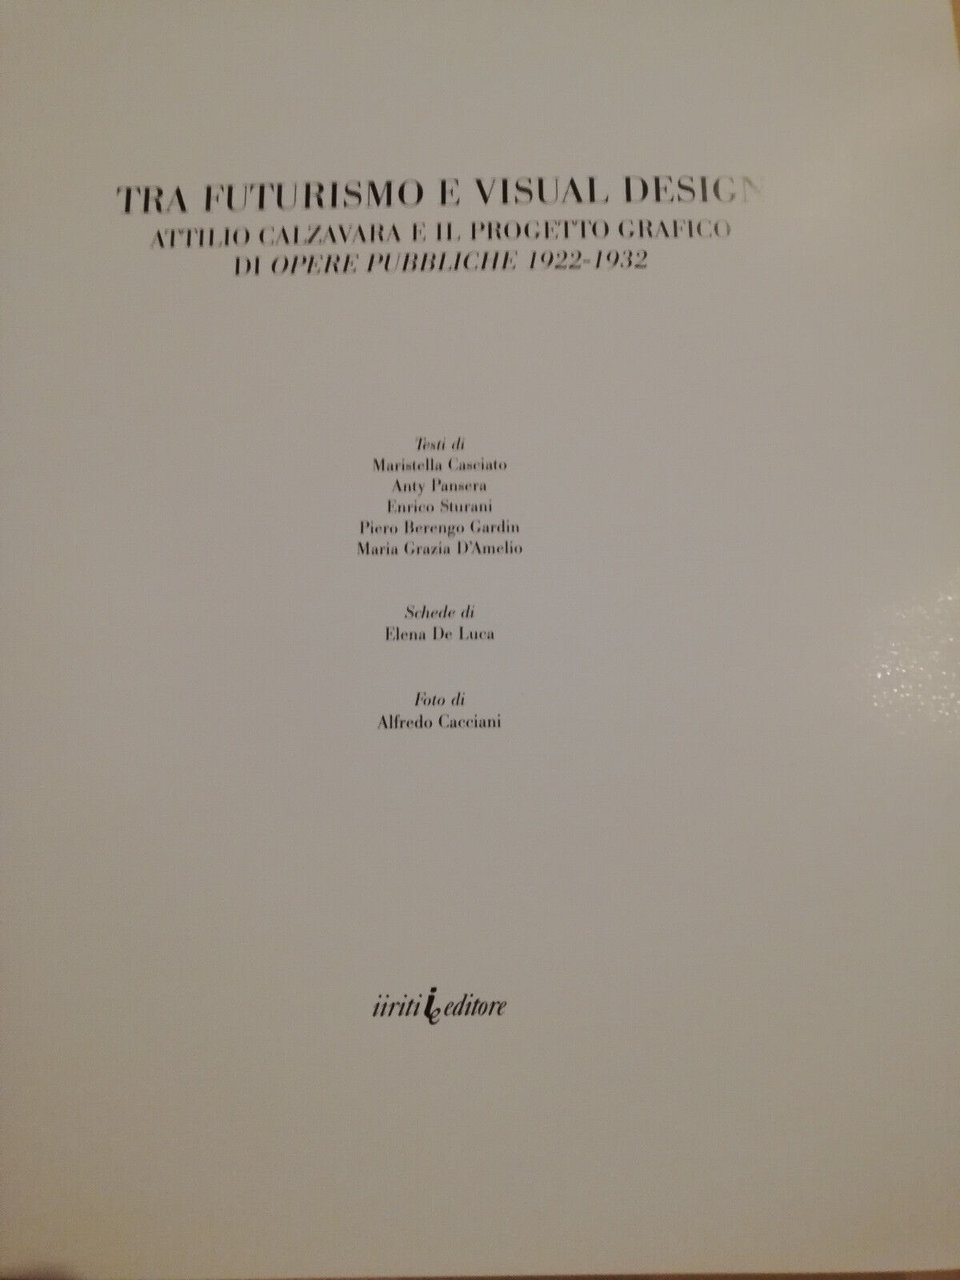 TRA FUTURISMO E VISUAL DESIGN
ATTILIO CALZAVARA E IL PROGETTO GRAFICO
DI OPERE PUBBLICHE 1922-1932
Testi di
Maristella Casciato
Anty Pansera
Enrico Sturani
Piero Berengo Gardin
Maria Grazia D'Amelio
Schede di
Elena De Luca
Foto di
Alfredo Cacciani
iiriti ie editore